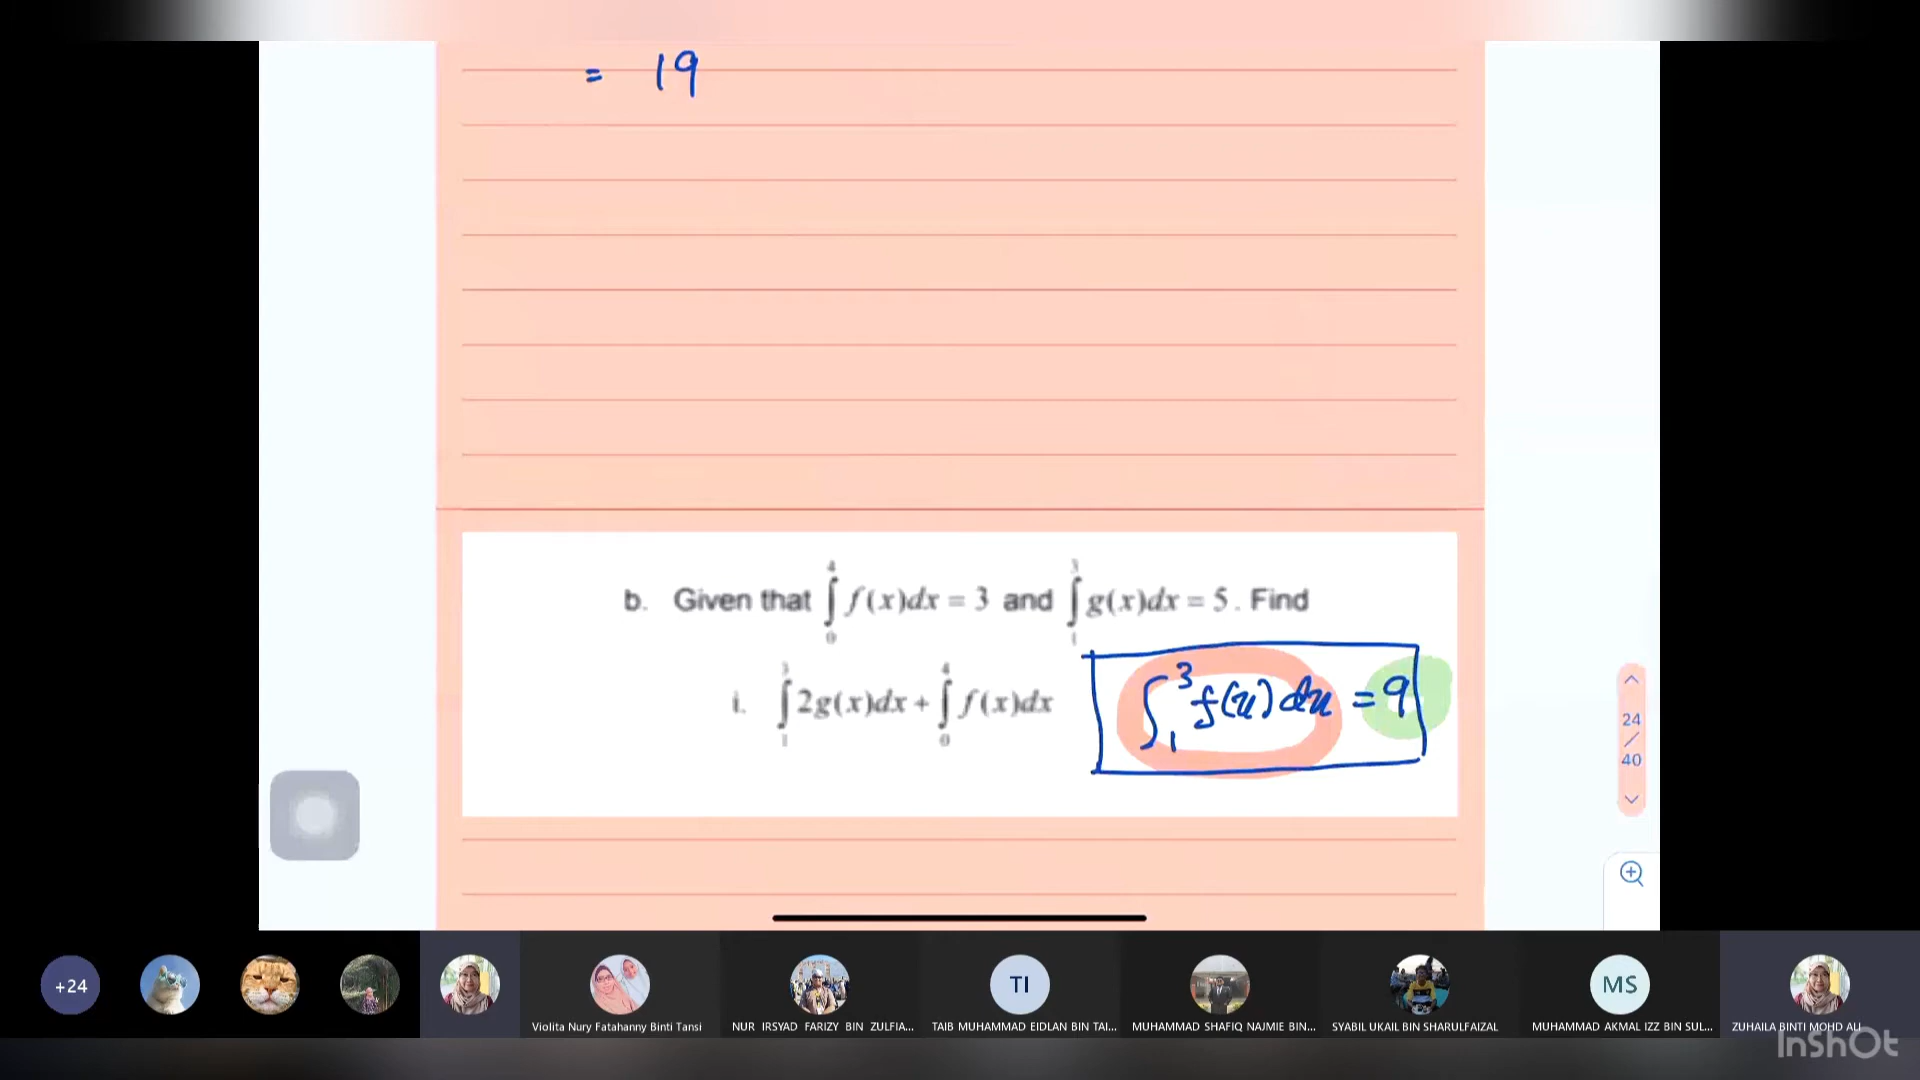 = 19
b. Given that ∫₀⁴ f(x)dx = 3 and ∫₁³ g(x)dx = 5. Find
i. ∫₁³ 2g(x)dx + ∫₀⁴ f(x)dx
∫₁³ f(x) dx = 9
24
/
40
+24
Violita Nury Fatahanny Binti Tansi
NUR IRSYAD FARIZY BIN ZULFIA...
TI
TAIB MUHAMMAD EIDLAN BIN TAI...
MUHAMMAD SHAFIQ NAJMIE BIN...
SYABIL UKAIL BIN SHARULFAIZAL
MS
MUHAMMAD AKMAL IZZ BIN SUL...
ZUHAILA BINTI MOHD ALI
InShOt